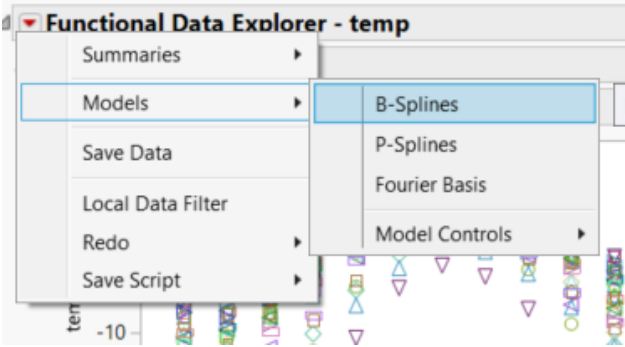 Functional Data Explorer - temp
Summaries
Models
B-Splines
Save Data
P-Splines
Fourier Basis
Local Data Filter
Redo
Model Controls
Save Script
tem
-10